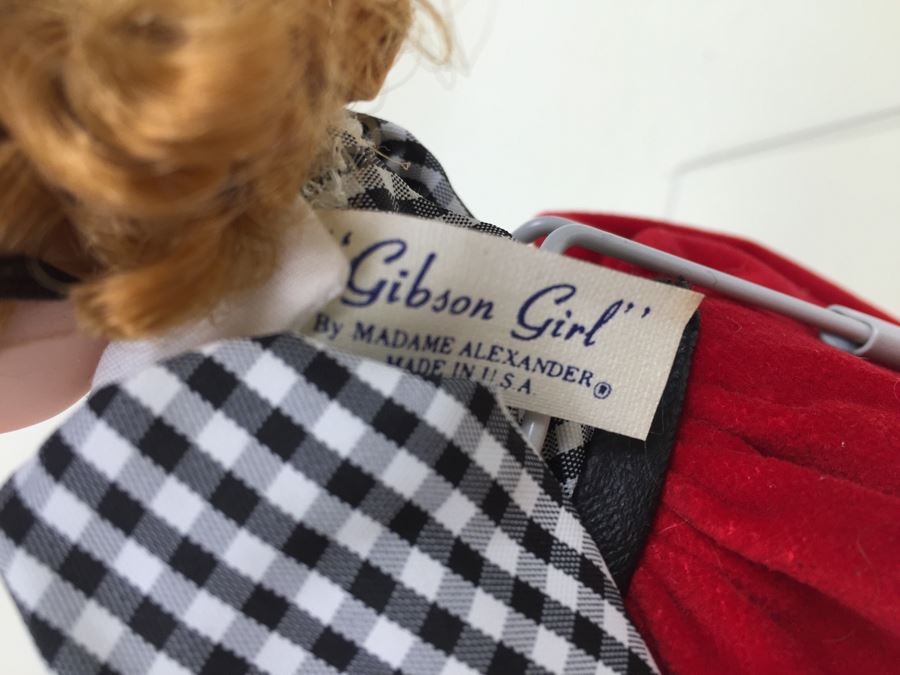 "Gibson Girl"
By MADAME ALEXANDER®
MADE IN U.S.A.